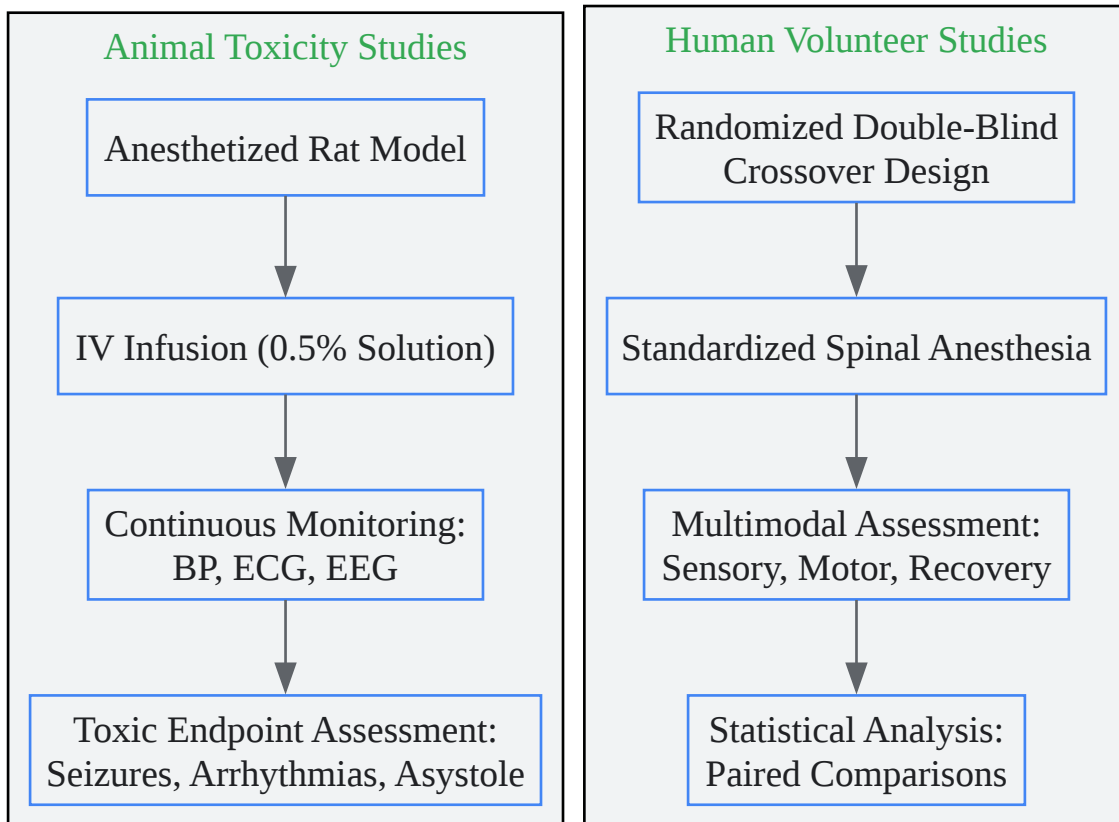 Animal Toxicity Studies
Anesthetized Rat Model
IV Infusion (0.5% Solution)
Continuous Monitoring:
BP, ECG, EEG
Toxic Endpoint Assessment:
Seizures, Arrhythmias, Asystole
Human Volunteer Studies
Randomized Double-Blind
Crossover Design
Standardized Spinal Anesthesia
Multimodal Assessment:
Sensory, Motor, Recovery
Statistical Analysis:
Paired Comparisons